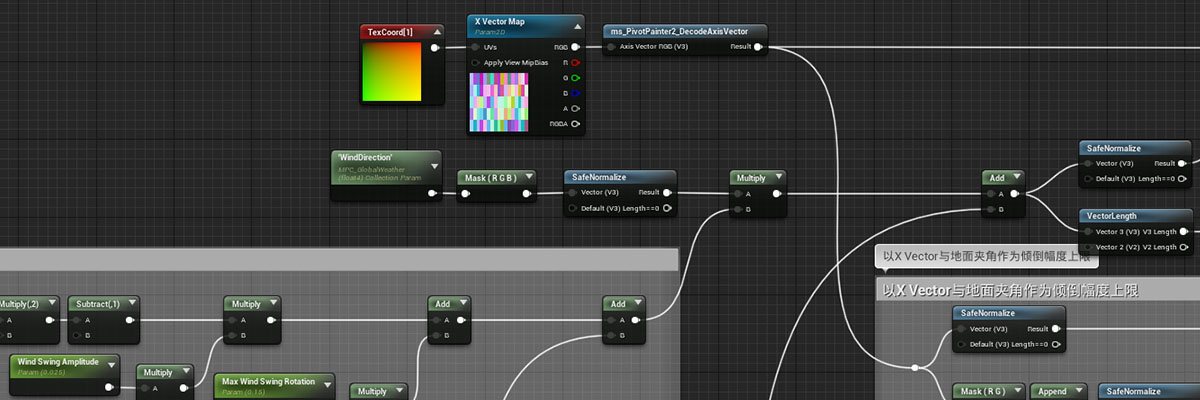 TexCoord[1]
X Vector Map
Param2D
UVs
RGB
Apply View MipBias
R
G
B
A
RGBA
ms_PivotPainter2_DecodeAxisVector
Axis Vector RGB (V3)
Result
'WindDirection'
MPC_GlobalWeather
(float4) Collection Param
Mask ( R G B )
SafeNormalize
Vector (V3)
Result
Default (V3) Length==0
Multiply
A
B
Add
A
B
SafeNormalize
Vector (V3)
Result
Default (V3) Length==0
VectorLength
Vector 3 (V3)
V3 Length
Vector 2 (V2)
V2 Length
以X Vector与地面夹角作为倾倒幅度上限
以X Vector与地面夹角作为倾倒幅度上限
SafeNormalize
Vector (V3)
Result
Default (V3) Length==0
Mask ( R G )
Append
SafeNormalize
Multiply(,2)
A
B
Subtract(,1)
A
B
Multiply
A
B
Add
A
B
Add
A
B
Wind Swing Amplitude
Param (0.025)
Multiply
A
Max Wind Swing Rotation
Param (0.15)
Multiply